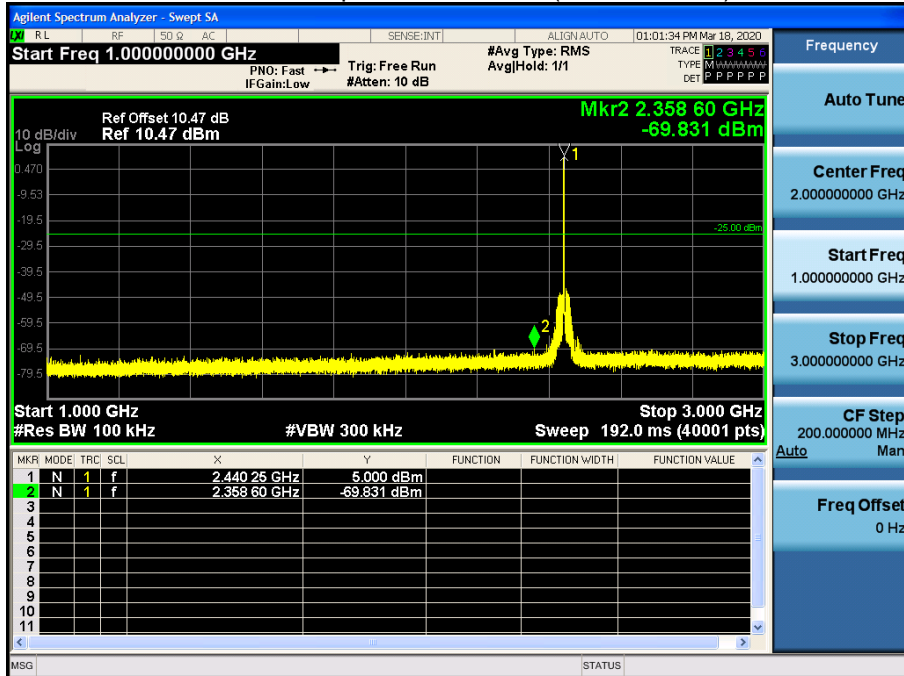 Agilent Spectrum Analyzer - Swept SA
LXI RL RF 50 Ω AC SENSE:INT ALIGN AUTO 01:01:34 PM Mar 18, 2020
Start Freq 1.000000000 GHz
PNO: Fast
IFGain:Low
Trig: Free Run
#Atten: 10 dB
#Avg Type: RMS
Avg|Hold: 1/1
TRACE 1 2 3 4 5 6
TYPE M
DET P P P P P P
Frequency
Mkr2 2.358 60 GHz
-69.831 dBm
Ref Offset 10.47 dB
10 dB/div Ref 10.47 dBm
Log
0.470
-9.53
-19.5
-29.5
-39.5
-49.5
-59.5
-69.5
-79.5
1
2
-25.00 dBm
Start 1.000 GHz Stop 3.000 GHz
#Res BW 100 kHz #VBW 300 kHz Sweep 192.0 ms (40001 pts)
MKR MODE TRC SCL X Y FUNCTION FUNCTION WIDTH FUNCTION VALUE
1 N 1 f 2.440 25 GHz 5.000 dBm
2 N 1 f 2.358 60 GHz -69.831 dBm
3
4
5
6
7
8
9
10
11
MSG STATUS
Auto Tune
Center Freq
2.000000000 GHz
Start Freq
1.000000000 GHz
Stop Freq
3.000000000 GHz
CF Step
200.000000 MHz
Auto Man
Freq Offset
0 Hz